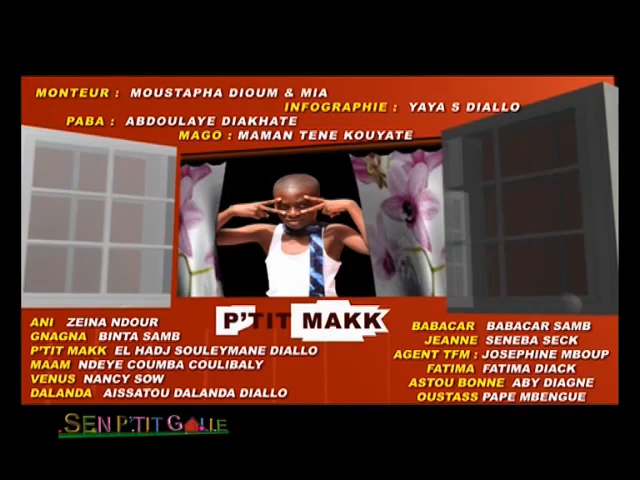 MONTEUR : MOUSTAPHA DIOUM & MIA
INFOGRAPHIE : YAYA S DIALLO
PABA : ABDOULAYE DIAKHATE
MAGO : MAMAN TENE KOUYATE
P'TIT MAKK
ANI ZEINA NDOUR
GNAGNA BINTA SAMB
P'TIT MAKK EL HADJ SOULEYMANE DIALLO
MAAM NDEYE COUMBA COULIBALY
VENUS NANCY SOW
DALANDA AISSATOU DALANDA DIALLO
BABACAR BABACAR SAMB
JEANNE SENEBA SECK
AGENT TFM : JOSEPHINE MBOUP
FATIMA FATIMA DIACK
ASTOU BONNE ABY DIAGNE
OUSTASS PAPE MBENGUE
SEN P'TIT GALLE